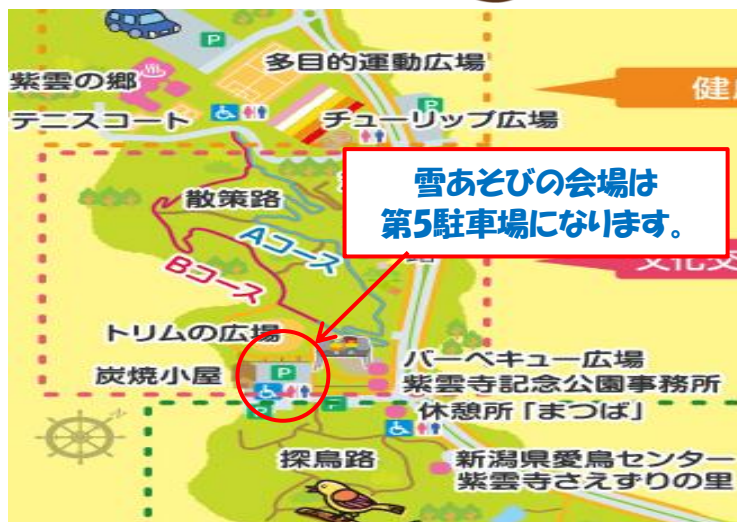 P
多目的運動広場
紫雲の郷
健
テニスコート
P
チューリップ広場
雪あそびの会場は
第5駐車場になります。
散策路
Aコース
Bコース
路
文化交
トリムの広場
P
バーベキュー広場
炭焼小屋
紫雲寺記念公園事務所
休憩所「まつば」
P
P
探鳥路
新潟県愛鳥センター
紫雲寺さえずりの里